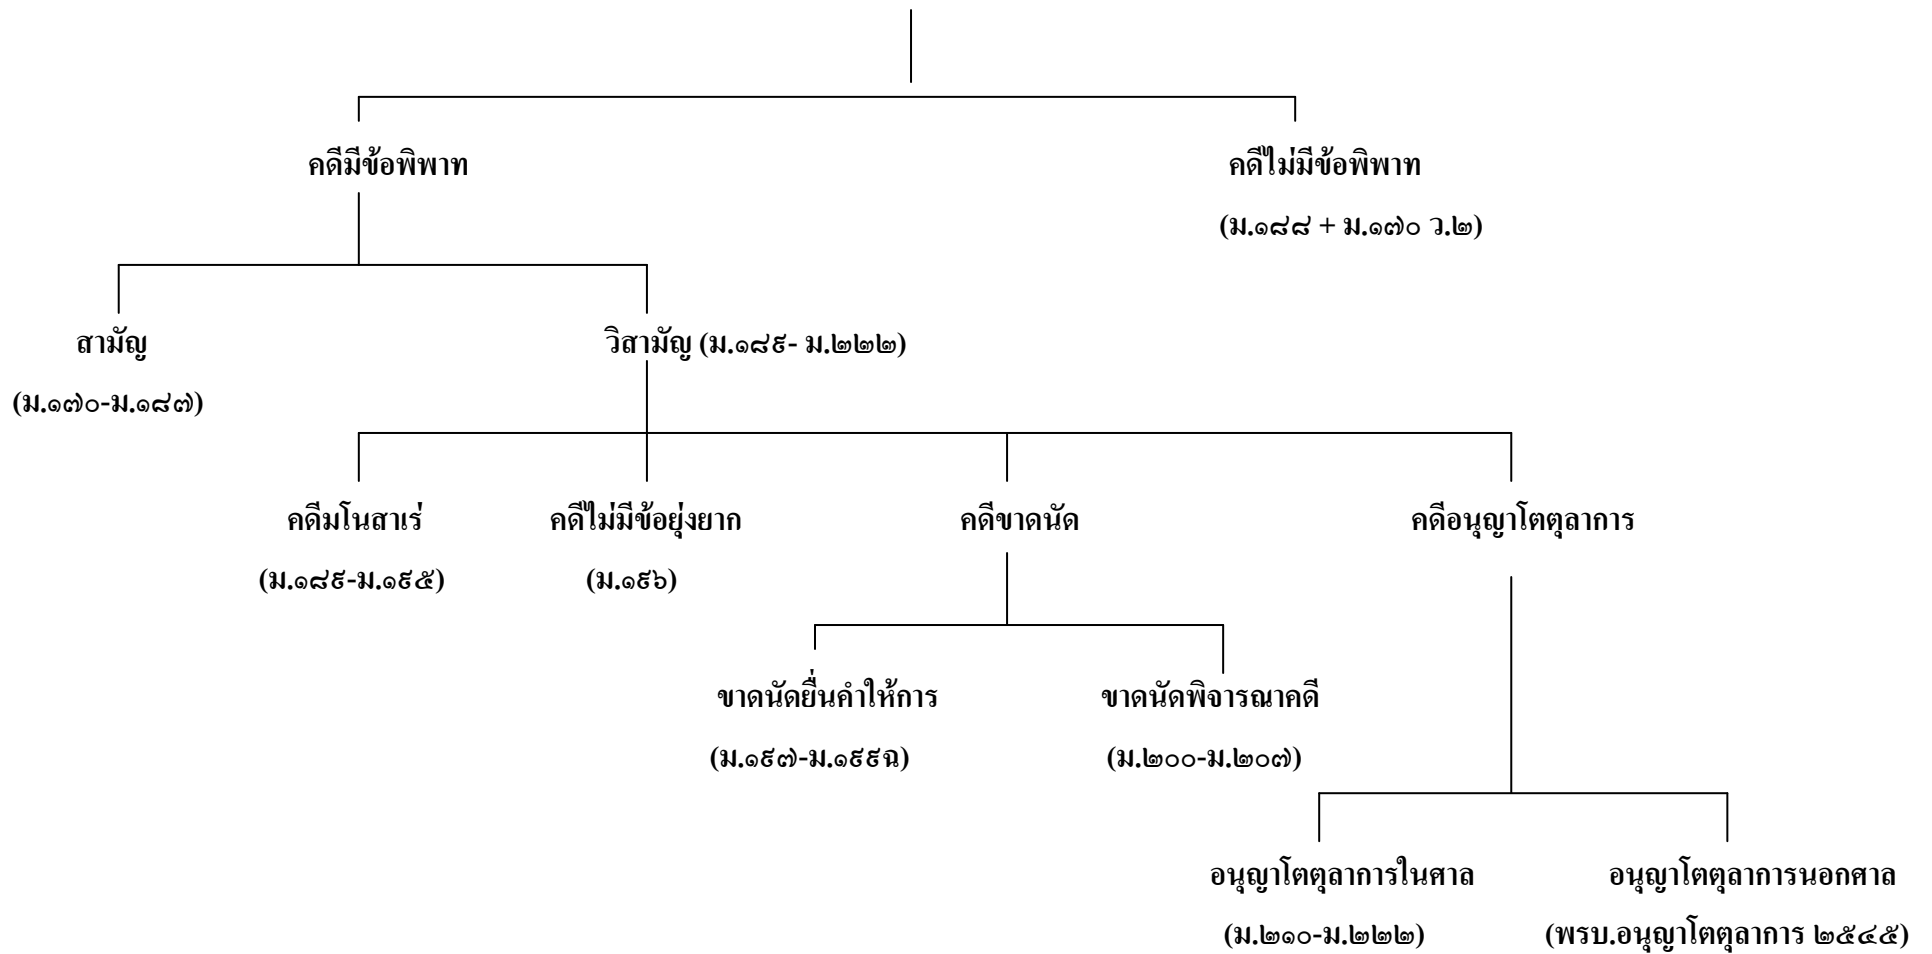 คดีมีข้อพิพาท
คดีไม่มีข้อพิพาท
(ม.๑๘๘ + ม.๑๗๐ ว.๒)
สามัญ
วิสามัญ (ม.๑๘๙- ม.๒๒๒)
(ม.๑๗๐-ม.๑๘๗)
คดีมโนสาเร่
คดีไม่มีข้อยุ่งยาก
คดีขาดนัด
คดีอนุญาโตตุลาการ
(ม.๑๘๙-ม.๑๙๕)
(ม.๑๙๖)
ขาดนัดยื่นคำให้การ
ขาดนัดพิจารณาคดี
(ม.๑๙๗-ม.๑๙๙ฉ)
(ม.๒๐๐-ม.๒๐๗)
อนุญาโตตุลาการในศาล
อนุญาโตตุลาการนอกศาล
(ม.๒๑๐-ม.๒๒๒)
(พรบ.อนุญาโตตุลาการ ๒๕๔๕)